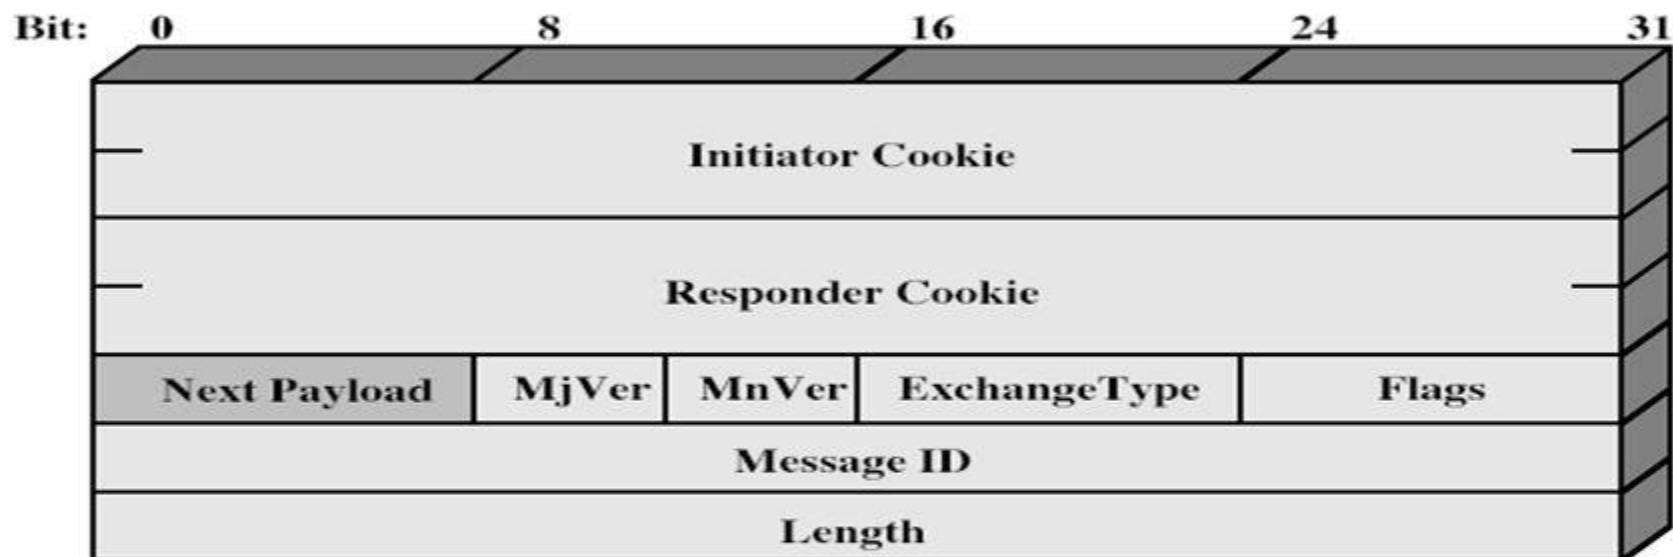 Bit: 0 8 16 24 31
Initiator Cookie
Responder Cookie
Next Payload MjVer MnVer ExchangeType Flags
Message ID
Length